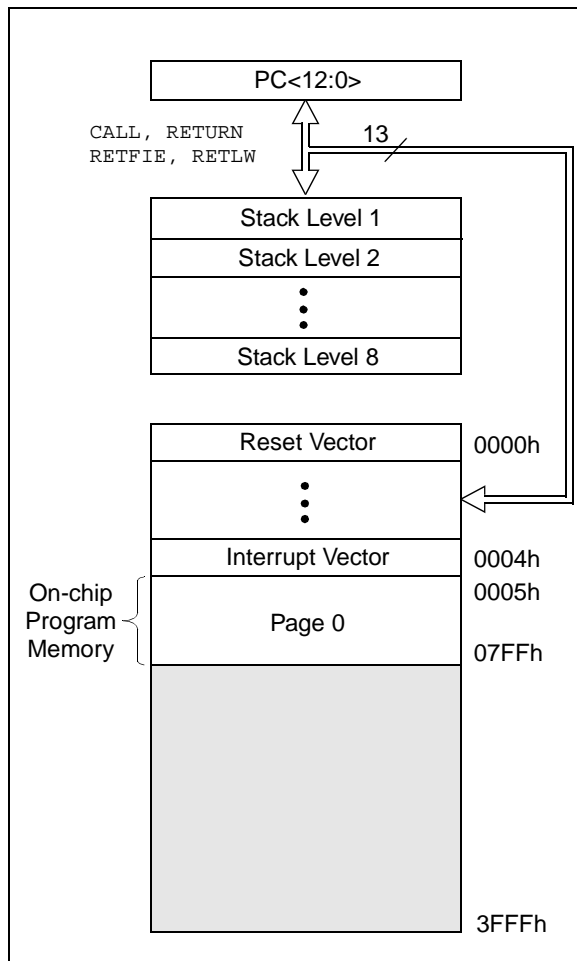 PC<12:0>
CALL, RETURN
RETFIE, RETLW
13
Stack Level 1
Stack Level 2
Stack Level 8
Reset Vector
0000h
Interrupt Vector
0004h
On-chip
Program
Memory
Page 0
0005h
07FFh
3FFFh